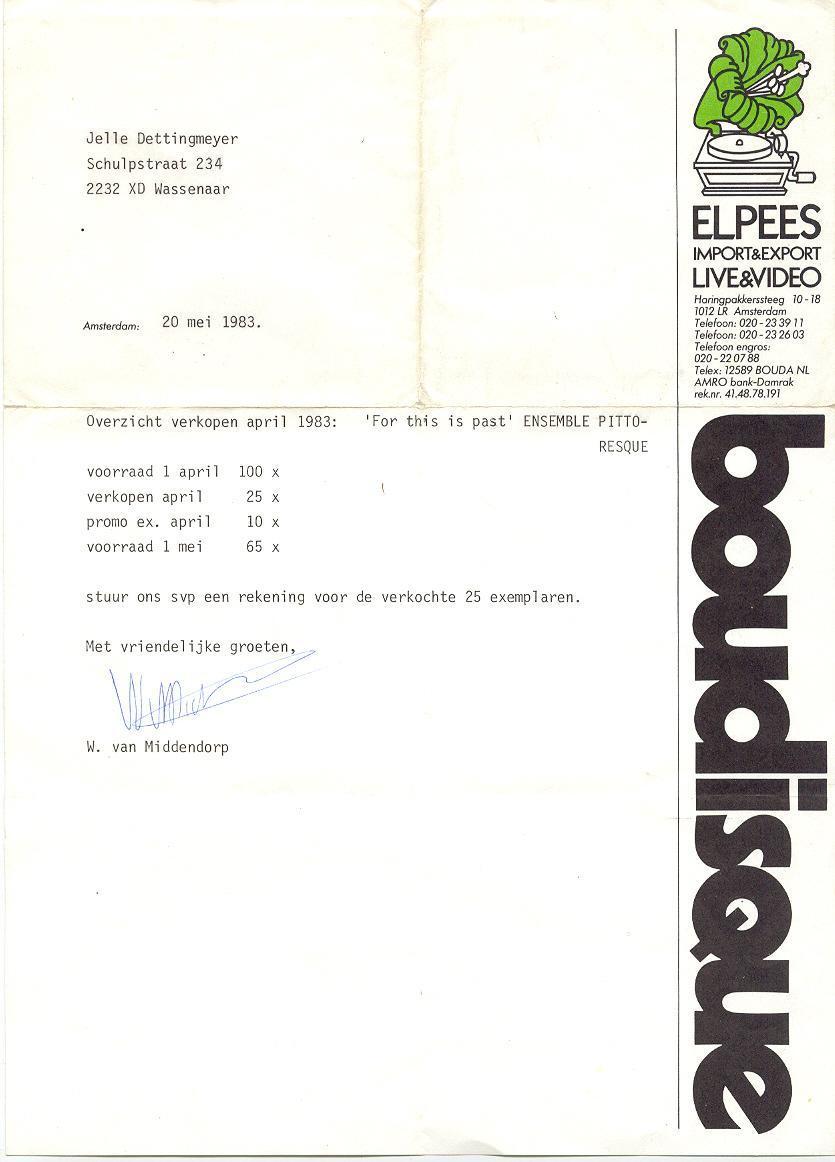 Jelle Dettingmeyer
Schulpstraat 234
2232 XD Wassenaar
Amsterdam: 20 mei 1983.
Overzicht verkopen april 1983: 'For this is past' ENSEMBLE PITTO-
RESQUE
voorraad 1 april 100 x
verkopen april 25 x
promo ex. april 10 x
voorraad 1 mei 65 x
stuur ons svp een rekening voor de verkochte 25 exemplaren.
Met vriendelijke groeten,
W. van Middendorp
ELPEES
IMPORT&EXPORT
LIVE&VIDEO
Haringpakkerssteeg 10-18
1012 LR Amsterdam
Telefoon: 020-23 39 11
Telefoon: 020-23 26 03
Telefoon engros:
020-22 07 88
Telex: 12589 BOUDA NL
AMRO bank-Damrak
rek.nr. 41.48.78.191
boudisque